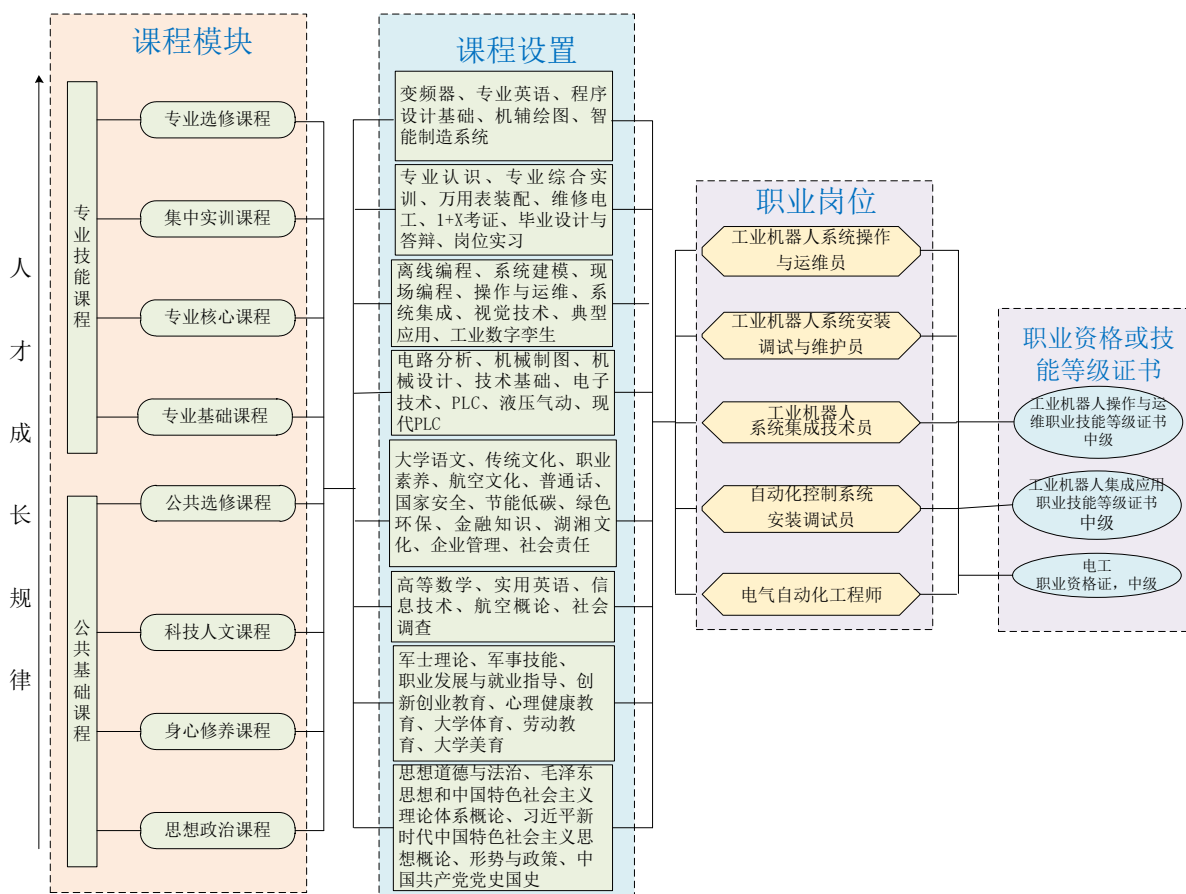 人才成长规律
课程模块
专业技能课程
专业选修课程
集中实训课程
专业核心课程
专业基础课程
公共基础课程
公共选修课程
科技人文课程
身心修养课程
思想政治课程
课程设置
变频器、专业英语、程序
设计基础、机辅绘图、智
能制造系统
专业认识、专业综合实
训、万用表装配、维修电
工、1+X考证、毕业设计与
答辩、岗位实习
离线编程、系统建模、现
场编程、操作与运维、系
统集成、视觉技术、典型
应用、工业数字孪生
电路分析、机械制图、机
械设计、技术基础、电子
技术、PLC、液压气动、现
代PLC
大学语文、传统文化、职业
素养、航空文化、普通话、
国家安全、节能低碳、绿色
环保、金融知识、湖湘文
化、企业管理、社会责任
高等数学、实用英语、信
息技术、航空概论、社会
调查
军士理论、军事技能、
职业发展与就业指导、创
新创业教育、心理健康教
育、大学体育、劳动教
育、大学美育
思想道德与法治、毛泽东
思想和中国特色社会主义
理论体系概论、习近平新
时代中国特色社会主义思
想概论、形势与政策、中
国共产党党史国史
职业岗位
工业机器人系统操作
与运维员
工业机器人系统安装
调试与维护员
工业机器人
系统集成技术员
自动化控制系统
安装调试员
电气自动化工程师
职业资格或技
能等级证书
工业机器人操作与运
维职业技能等级证书
中级
工业机器人集成应用
职业技能等级证书
中级
电工
职业资格证，中级